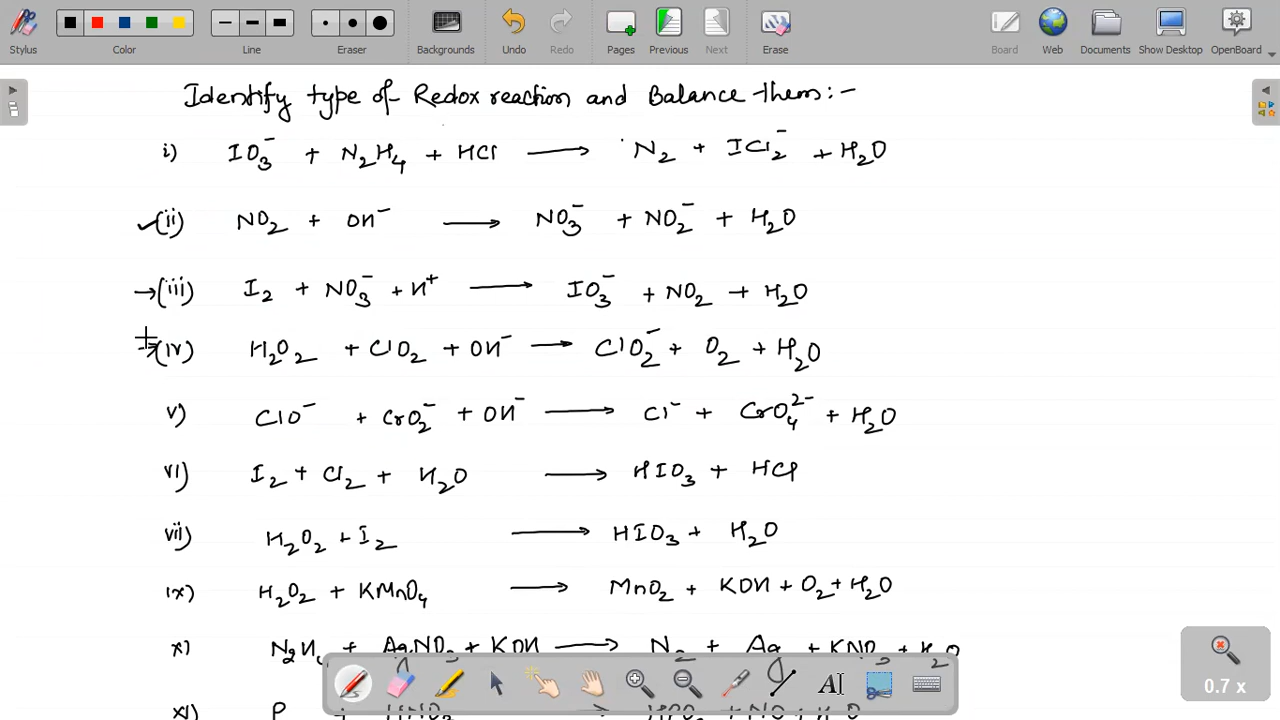 Stylus Color Line Eraser Backgrounds Undo Redo Pages Previous Next Erase Board Web Documents Show Desktop OpenBoard
Identify type of Redox reaction and Balance them:-
i) IO₃⁻ + N₂H₄ + HCl ⟶ N₂ + ICl₂⁻ + H₂O
(ii) NO₂ + OH⁻ ⟶ NO₃⁻ + NO₂⁻ + H₂O
(iii) I₂ + NO₃⁻ + H⁺ ⟶ IO₃⁻ + NO₂ + H₂O
(iv) H₂O₂ + ClO₂ + OH⁻ ⟶ ClO₂⁻ + O₂ + H₂O
v) ClO⁻ + CrO₂⁻ + OH⁻ ⟶ Cl⁻ + CrO₄²⁻ + H₂O
vi) I₂ + Cl₂ + H₂O ⟶ HIO₃ + HCl
vii) H₂O₂ + I₂ ⟶ HIO₃ + H₂O
ix) H₂O₂ + KMnO₄ ⟶ MnO₂ + KOH + O₂ + H₂O
x) N₂H₄ + AgNO₃ + KOH ⟶ N₂ + Ag + KNO₃ + H₂O
xi) P +
0.7 x